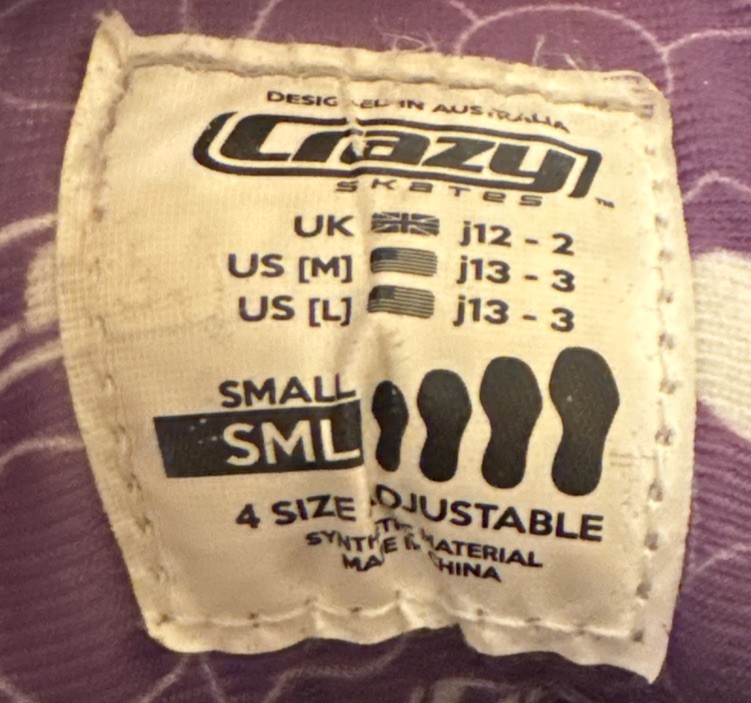 DESIGNED IN AUSTRALIA
Crazy
SKATES
TM
UK j12 - 2
US [M] j13 - 3
US [L] j13 - 3
SMALL
SML
4 SIZE ADJUSTABLE
SYNTHETIC MATERIAL
MADE CHINA